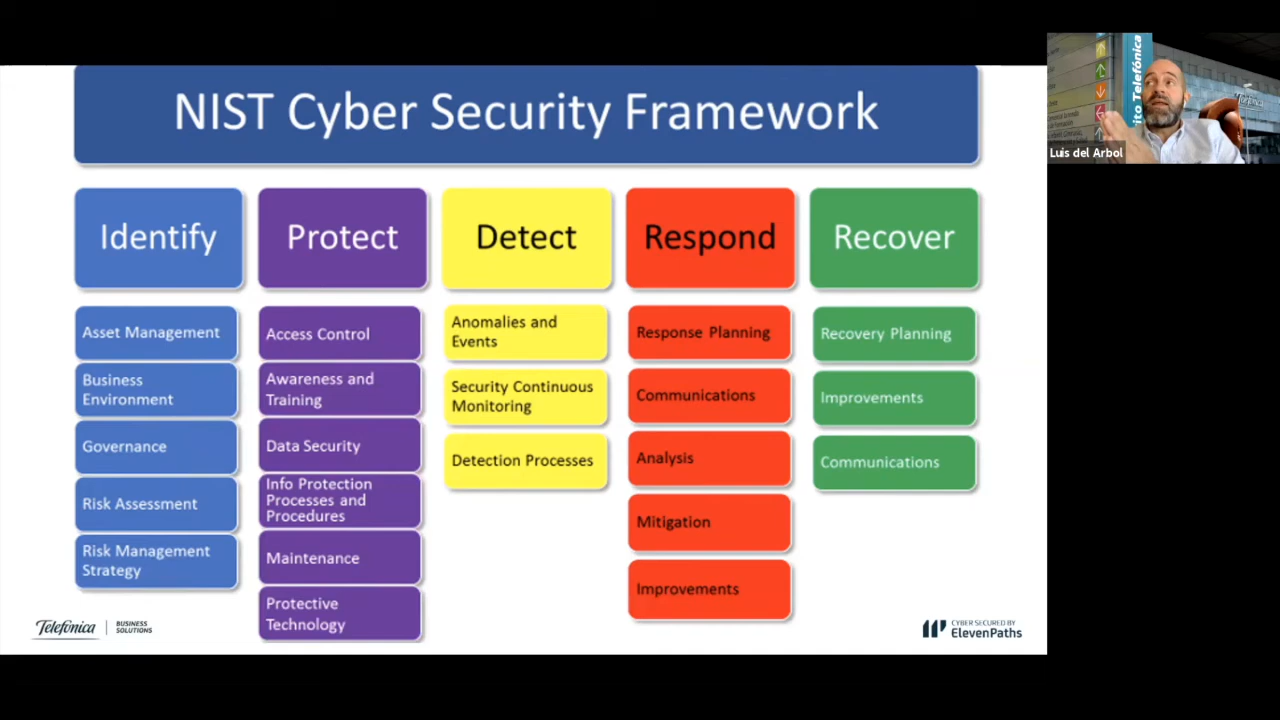 NIST Cyber Security Framework
Identify
Protect
Detect
Respond
Recover
Asset Management
Business
Environment
Governance
Risk Assessment
Risk Management
Strategy
Access Control
Awareness and
Training
Data Security
Info Protection
Processes and
Procedures
Maintenance
Protective
Technology
Anomalies and
Events
Security Continuous
Monitoring
Detection Processes
Response Planning
Communications
Analysis
Mitigation
Improvements
Recovery Planning
Improvements
Communications
Telefónica
BUSINESS
SOLUTIONS
CYBER SECURED BY
ElevenPaths
Telefónica
Telefónica
Luis del Arbol